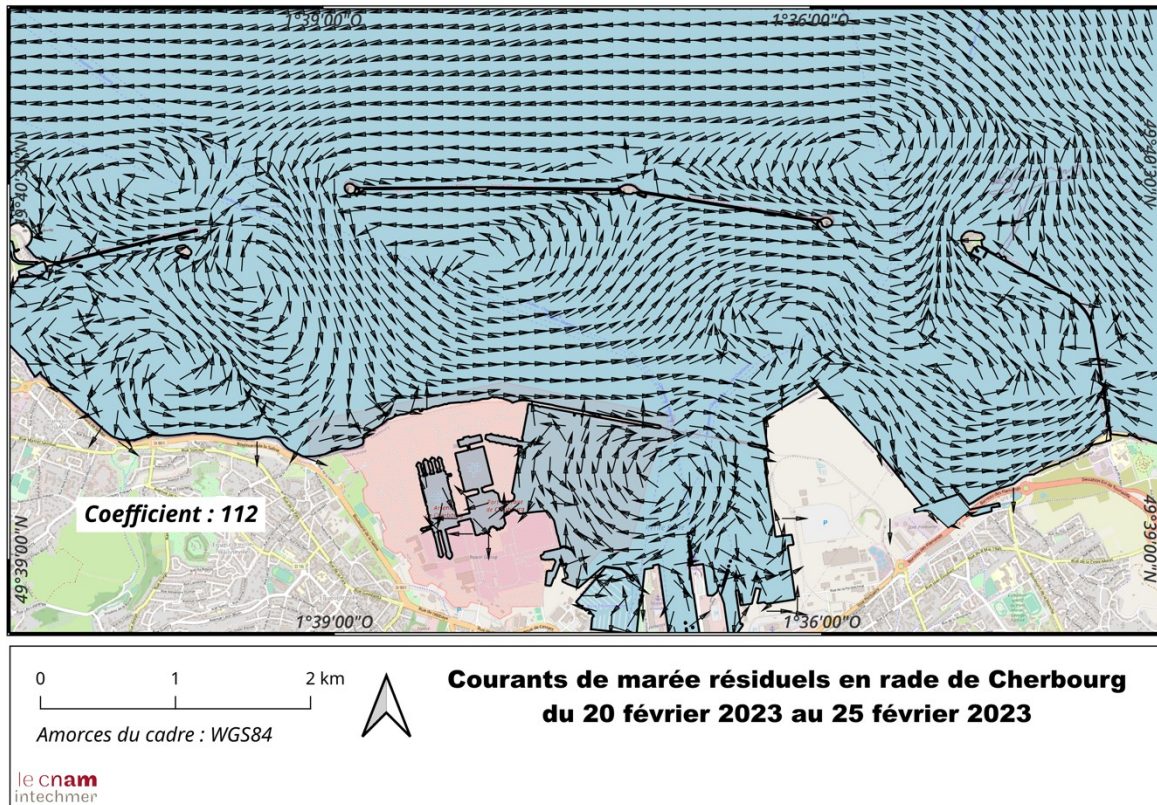 1°39'00"O
1°36'00"O
49°40'30"N
49°40'30"N
Coefficient : 112
49°39'00"N
49°39'00"N
1°39'00"O
1°36'00"O
0
1
2 km
Amorces du cadre : WGS84
Courants de marée résiduels en rade de Cherbourg
du 20 février 2023 au 25 février 2023
le cnam
intechmer